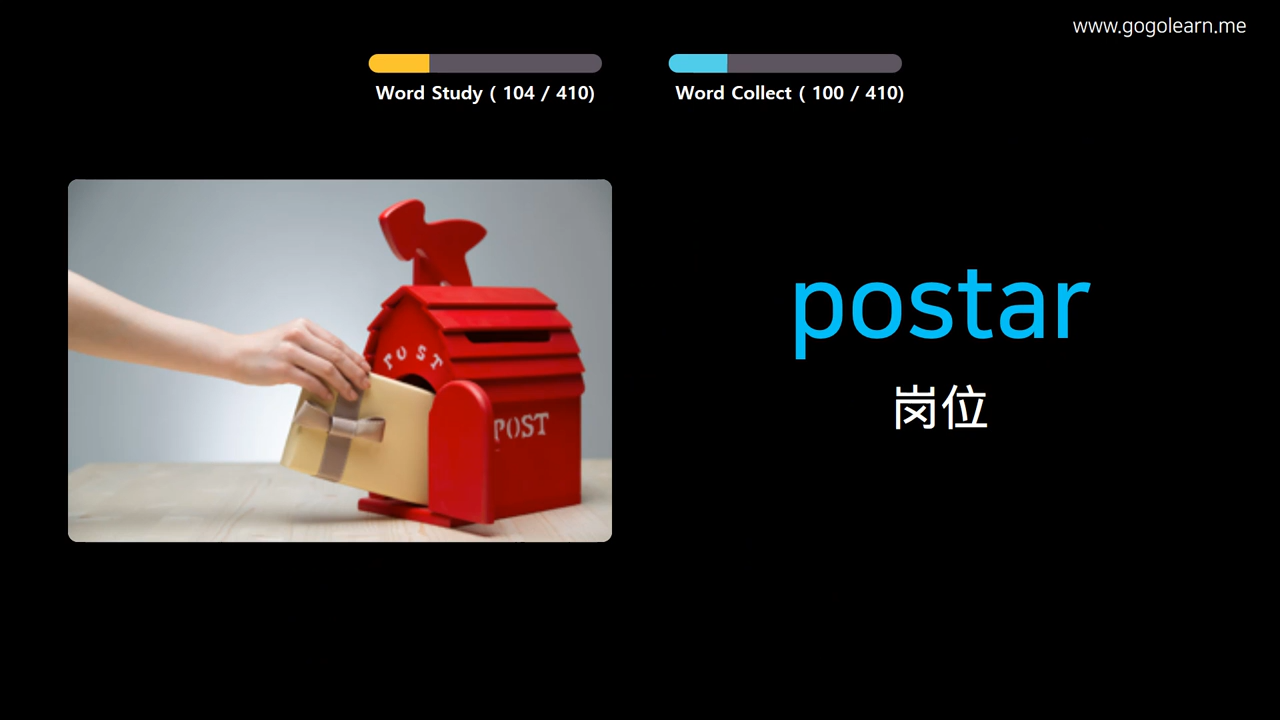 www.gogolearn.me
Word Study ( 104 / 410)
Word Collect ( 100 / 410)
POST
POST
postar
岗位